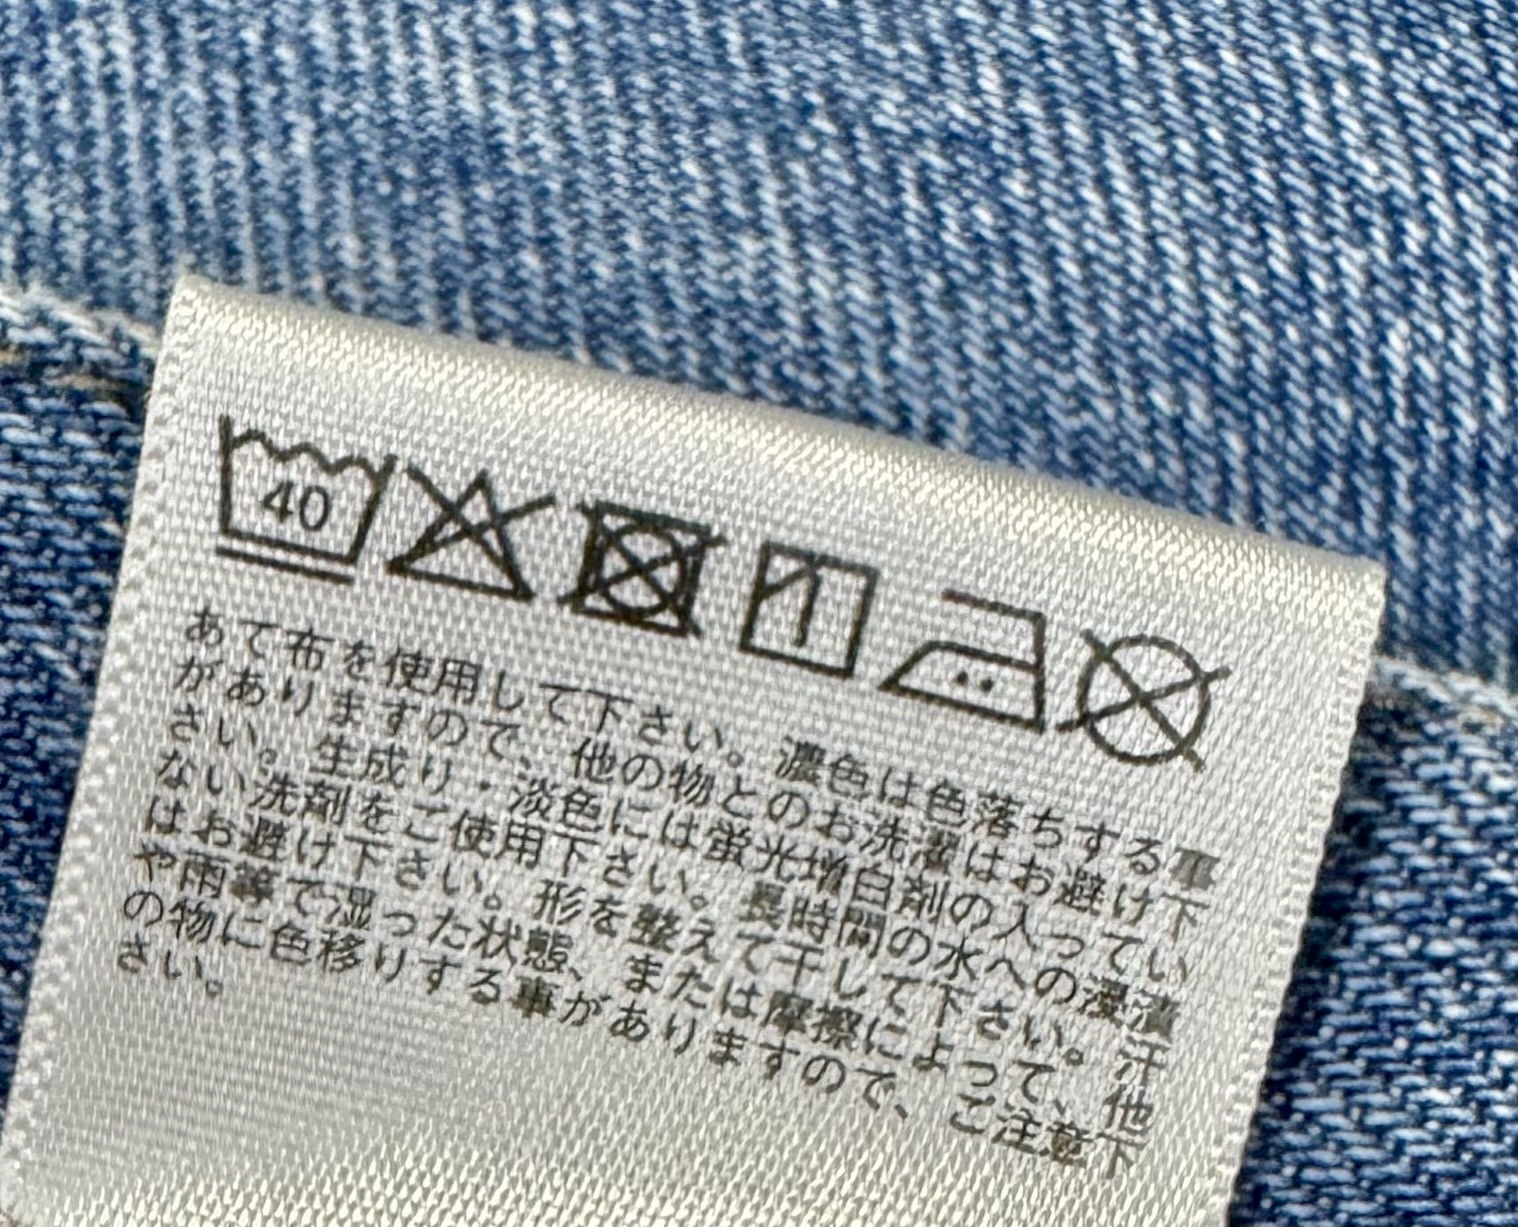 40
あて布を使用して下さい。濃色は色落ちする事
がありますので、他の物とのお洗濯はお避け下
さい。生成り・淡色には蛍光増白剤の入ってい
ない洗剤をご使用下さい。長時間の水への浸漬
はお避け下さい。形を整えて干して下さい。汗
や雨等で湿った状態、または摩擦によって、他
の物に色移りする事がありますので、ご注意下
さい。